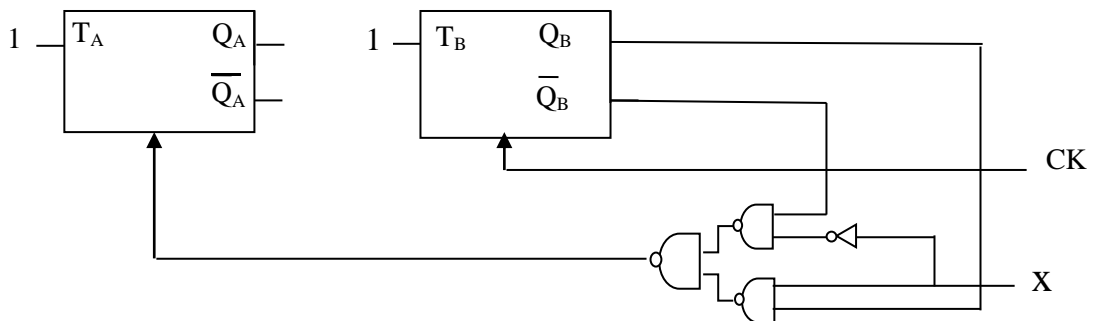 1 T_A Q_A 1 T_B Q_B
Q̅_A Q̅_B
CK
X